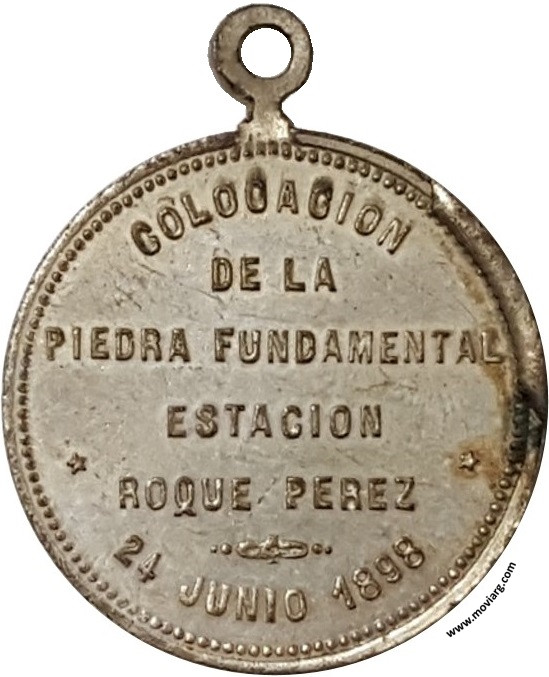 COLOCACION
DE LA
PIEDRA FUNDAMENTAL
ESTACION
ROQUE PEREZ
24 JUNIO 1898
www.moviarg.com